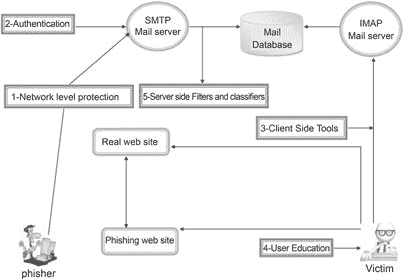 2-Authentication
SMTP
Mail server
Mail
Database
IMAP
Mail server
1-Network level protection
5-Server side Filters and classifiers
3-Client Side Tools
Real web site
Phishing web site
4-User Education
phisher
Victim